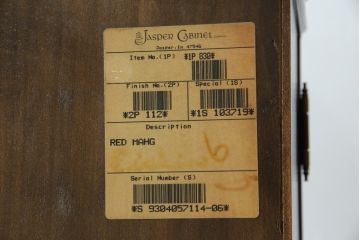 JASPER CABINET
Jasper, In 47546
Item No.(1P) *1P 830*
Finish No.(2P) Special (1S)
*2P 112* *1S 103719*
Description
RED MAHG
Serial Number (S)
*S 9304057114-06*